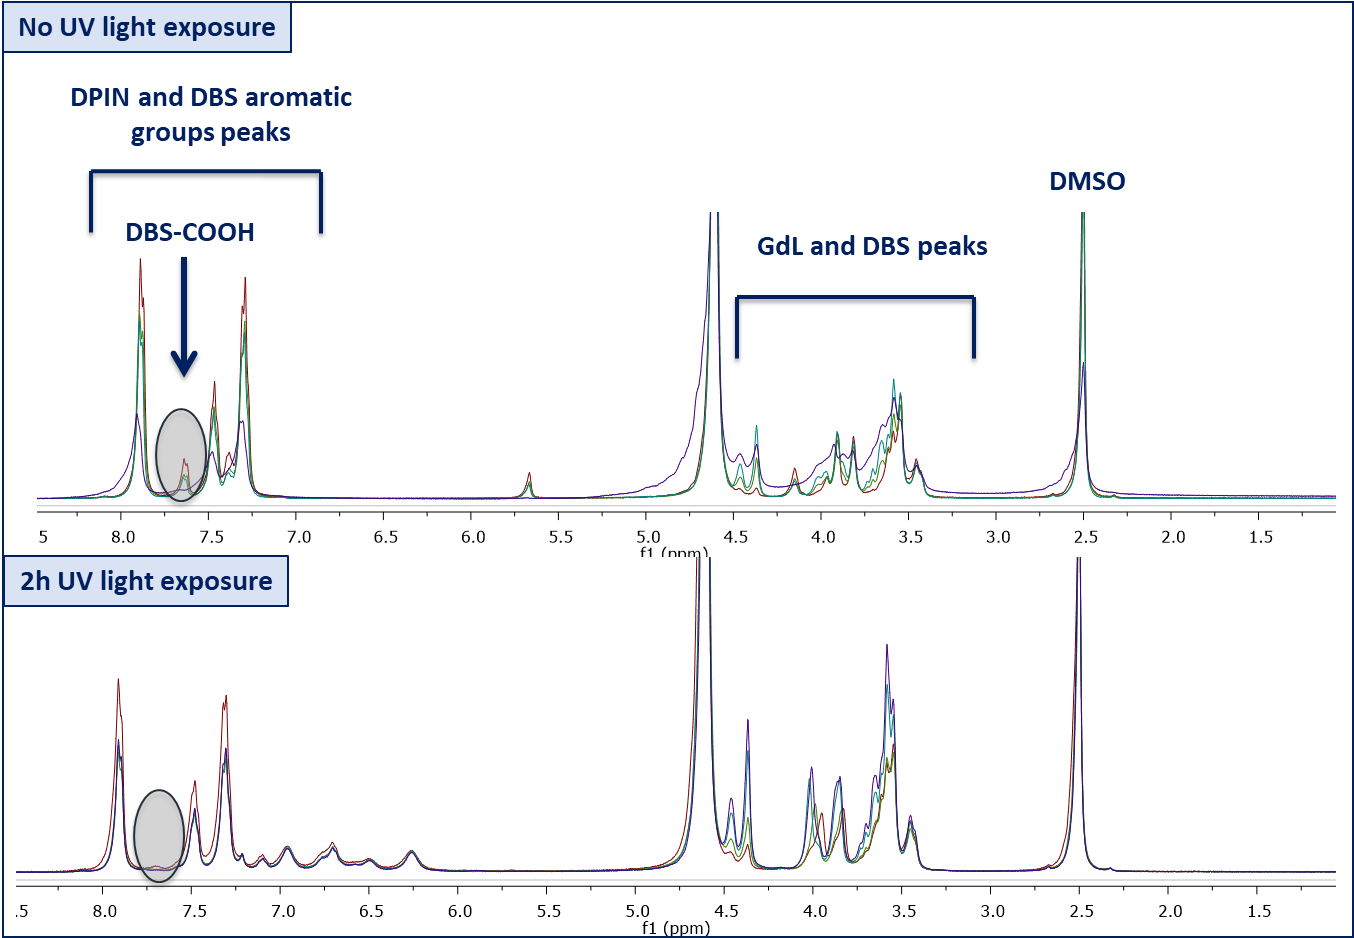 No UV light exposure
DPIN and DBS aromatic
groups peaks
DBS-COOH
DMSO
GdL and DBS peaks
5 8.0 7.5 7.0 6.5 6.0 5.5 5.0 4.5 4.0 3.5 3.0 2.5 2.0 1.5
f1 (ppm)
2h UV light exposure
.5 8.0 7.5 7.0 6.5 6.0 5.5 5.0 4.5 4.0 3.5 3.0 2.5 2.0 1.5
f1 (ppm)